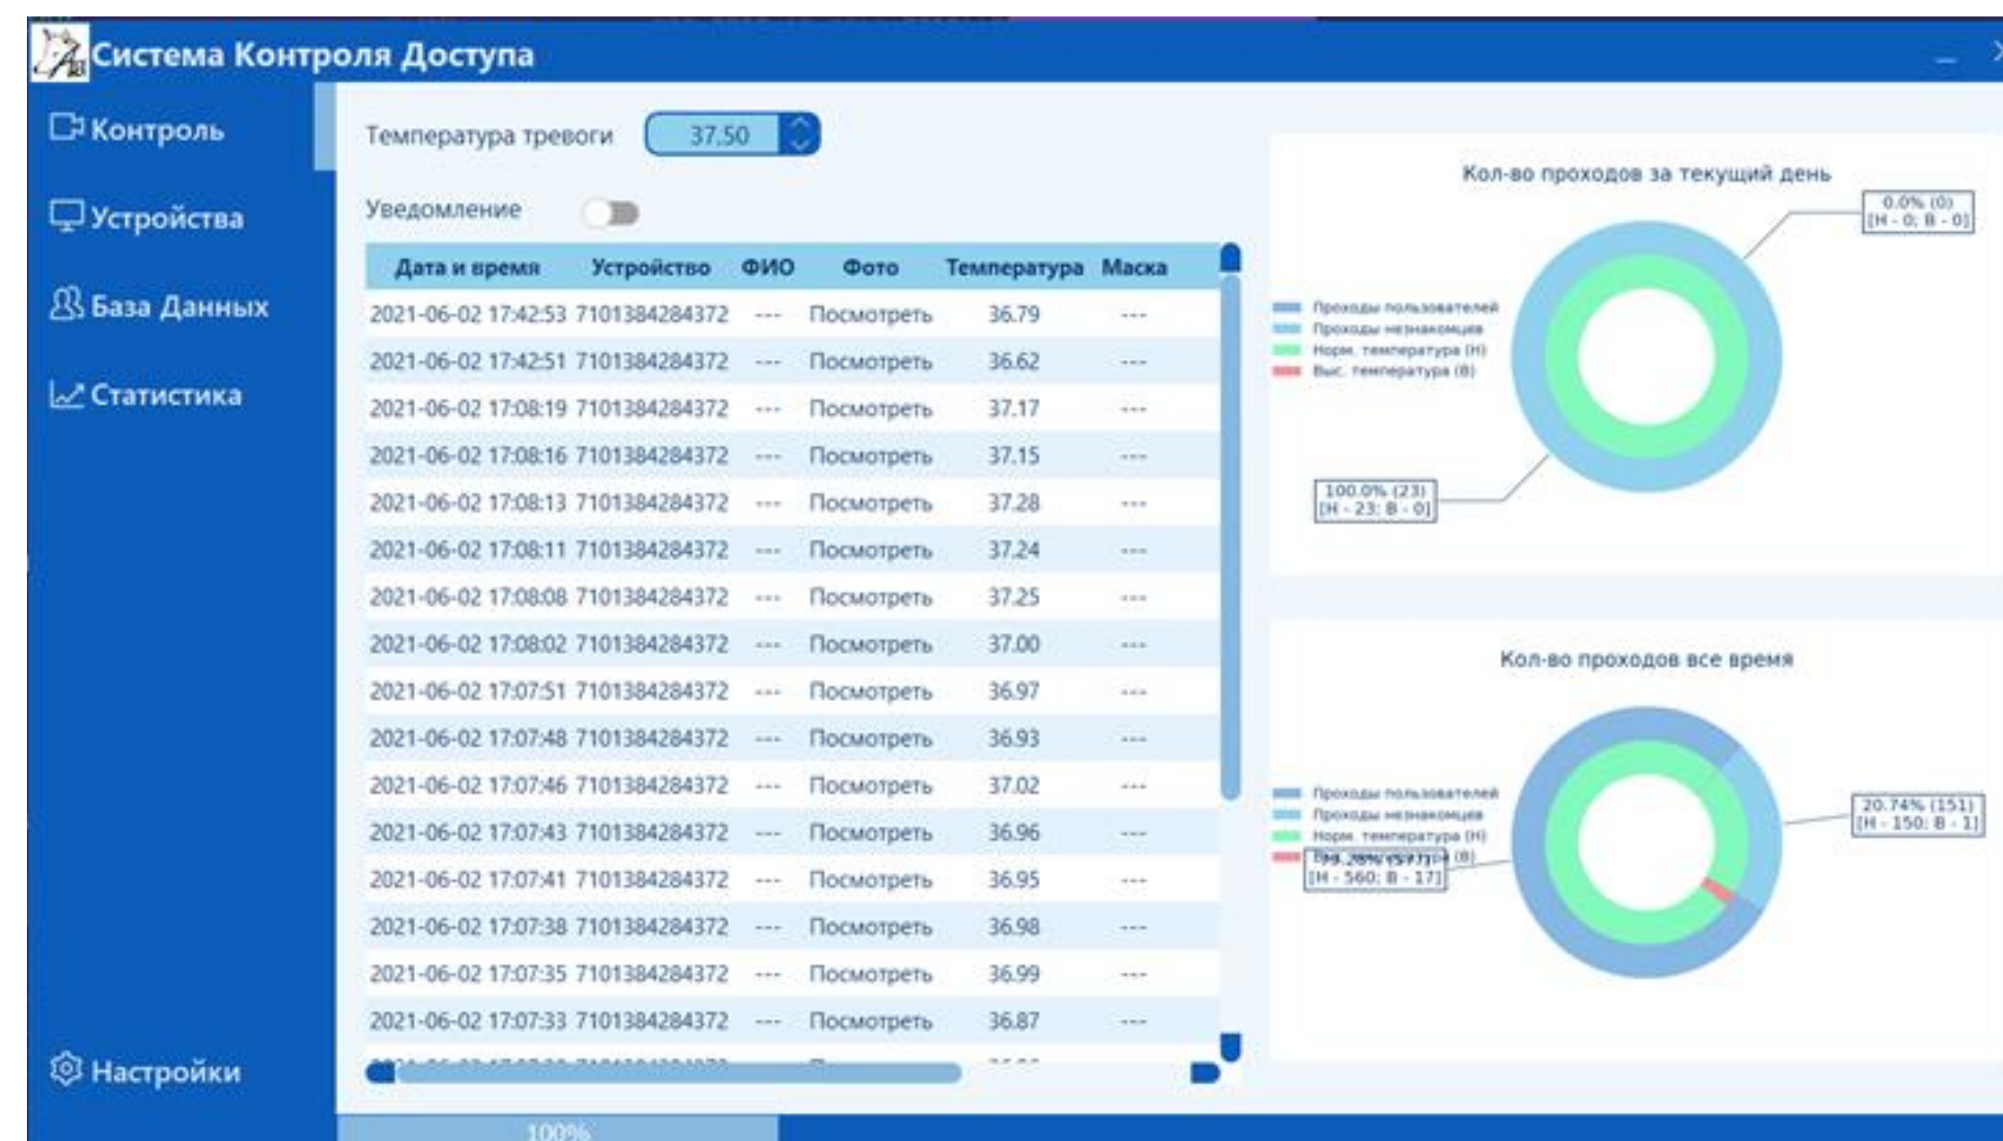 Система Контроля Доступа
Контроль
Устройства
База Данных
Статистика
Настройки
Температура тревоги 37,50
Уведомление
Дата и время Устройство ФИО Фото Температура Маска
2021-06-02 17:42:53 7101384284372 --- Посмотреть 36.79 ---
2021-06-02 17:42:51 7101384284372 --- Посмотреть 36.62 ---
2021-06-02 17:08:19 7101384284372 --- Посмотреть 37.17 ---
2021-06-02 17:08:16 7101384284372 --- Посмотреть 37.15 ---
2021-06-02 17:08:13 7101384284372 --- Посмотреть 37.28 ---
2021-06-02 17:08:11 7101384284372 --- Посмотреть 37.24 ---
2021-06-02 17:08:08 7101384284372 --- Посмотреть 37.25 ---
2021-06-02 17:08:02 7101384284372 --- Посмотреть 37.00 ---
2021-06-02 17:07:51 7101384284372 --- Посмотреть 36.97 ---
2021-06-02 17:07:48 7101384284372 --- Посмотреть 36.93 ---
2021-06-02 17:07:46 7101384284372 --- Посмотреть 37.02 ---
2021-06-02 17:07:43 7101384284372 --- Посмотреть 36.96 ---
2021-06-02 17:07:41 7101384284372 --- Посмотреть 36.95 ---
2021-06-02 17:07:38 7101384284372 --- Посмотреть 36.98 ---
2021-06-02 17:07:35 7101384284372 --- Посмотреть 36.99 ---
2021-06-02 17:07:33 7101384284372 --- Посмотреть 36.87 ---
100%
Кол-во проходов за текущий день
0.0% (0)
[Н - 0; В - 0]
Проходы пользователей
Проходы незнакомцев
Норм. температура (Н)
Выс. температура (В)
100.0% (23)
[Н - 23; В - 0]
Кол-во проходов все время
Проходы пользователей
Проходы незнакомцев
Норм. температура (Н)
(В)
[Н - 560; В - 17]
20.74% (151)
[Н - 150; В - 1]